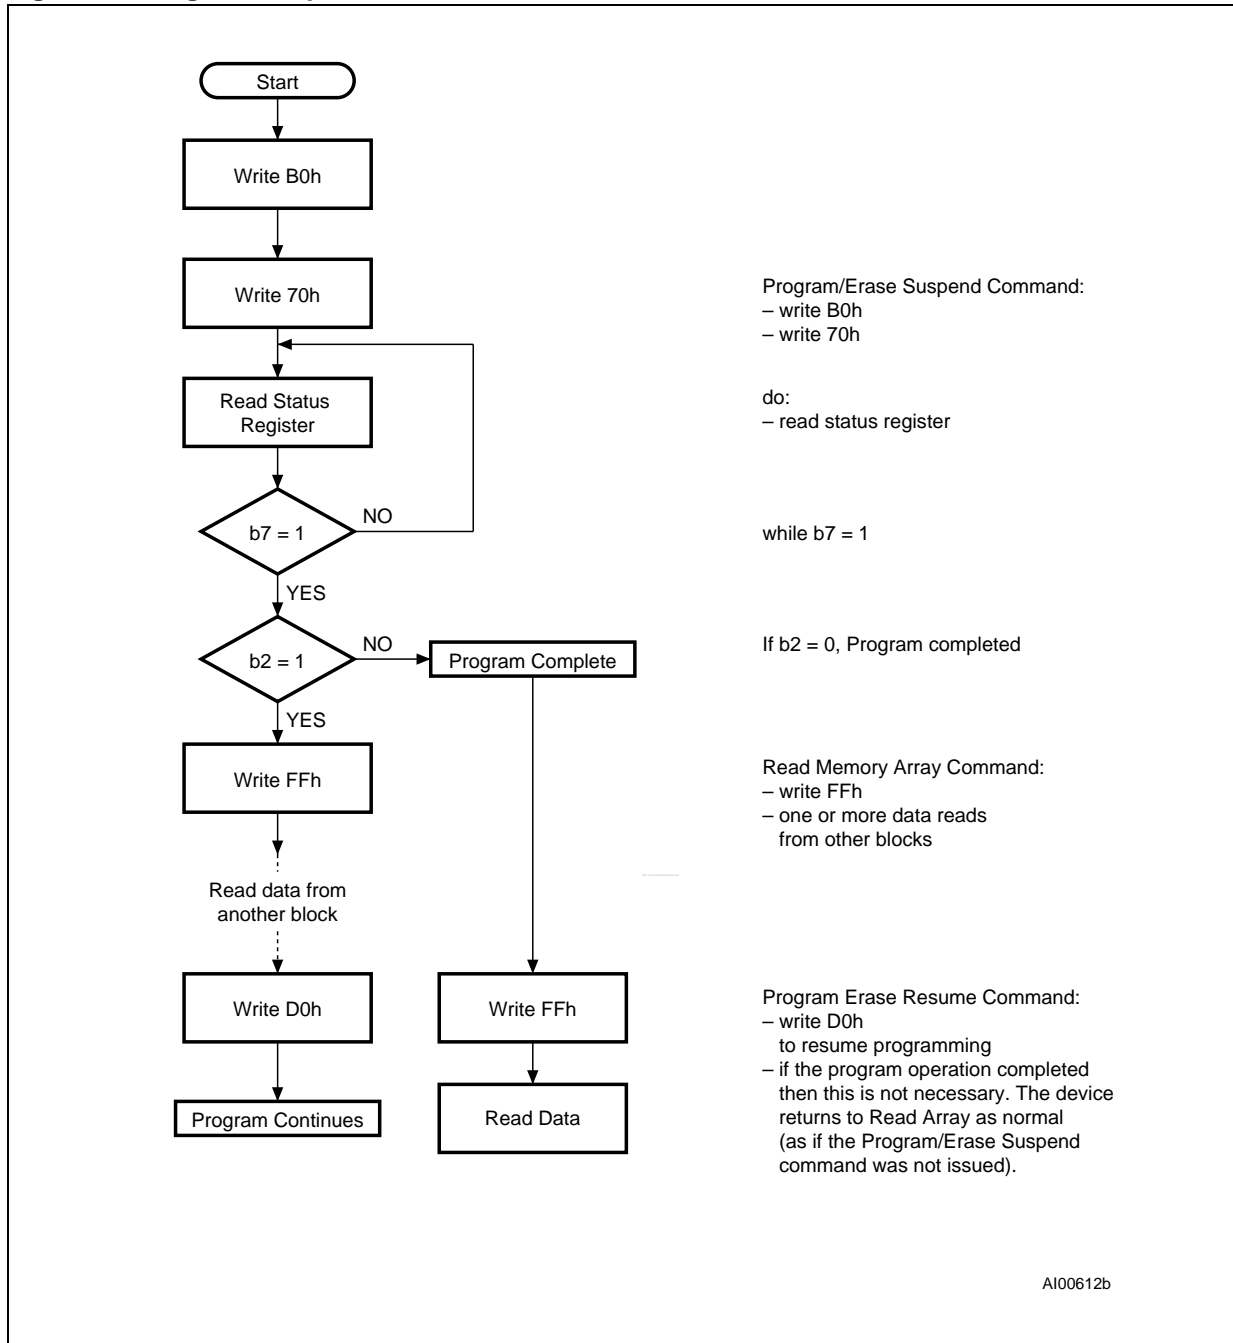 Start
Write B0h
Write 70h
Read Status
Register
b7 = 1
NO
YES
b2 = 1
NO
Program Complete
YES
Write FFh
Read data from
another block
Write D0h
Program Continues
Write FFh
Read Data
Program/Erase Suspend Command:
– write B0h
– write 70h
do:
– read status register
while b7 = 1
If b2 = 0, Program completed
Read Memory Array Command:
– write FFh
– one or more data reads
from other blocks
Program Erase Resume Command:
– write D0h
to resume programming
– if the program operation completed
then this is not necessary. The device
returns to Read Array as normal
(as if the Program/Erase Suspend
command was not issued).
AI00612b